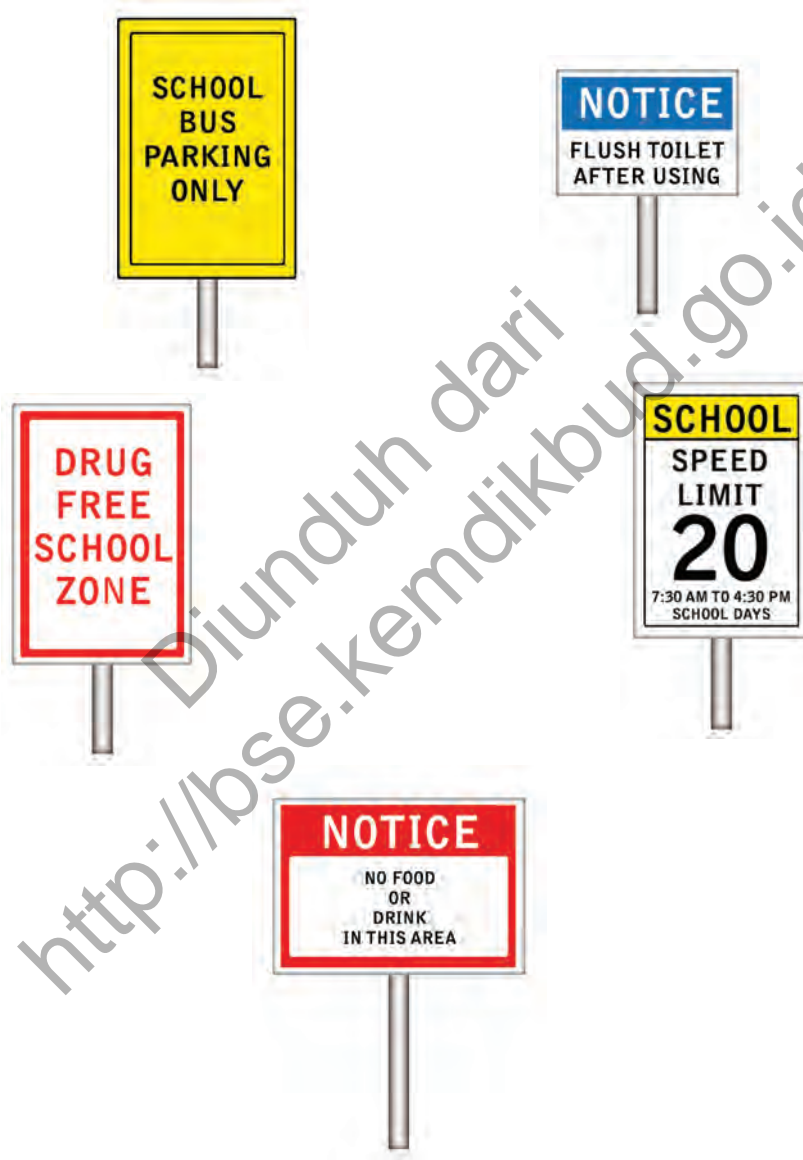 SCHOOL
BUS
PARKING
ONLY
NOTICE
FLUSH TOILET
AFTER USING
DRUG
FREE
SCHOOL
ZONE
SCHOOL
SPEED
LIMIT
20
7:30 AM TO 4:30 PM
SCHOOL DAYS
NOTICE
NO FOOD
OR
DRINK
IN THIS AREA
Diunduh dari
http://bse.kemdikbud.go.id